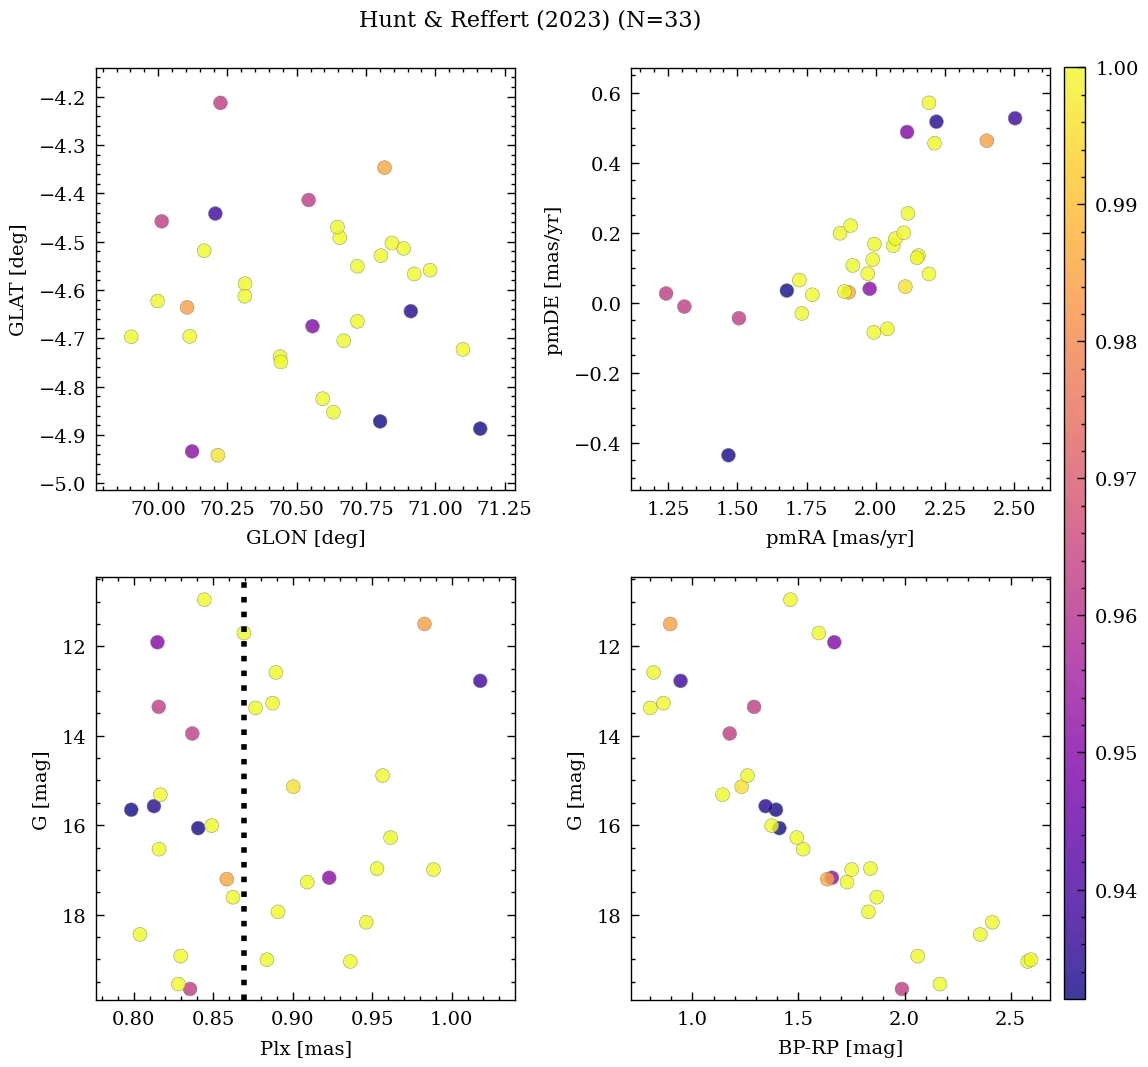 Hunt & Reffert (2023) (N=33)
−4.2
−4.3
−4.4
−4.5
−4.6
−4.7
−4.8
−4.9
−5.0
GLAT [deg]
70.00 70.25 70.50 70.75 71.00 71.25
GLON [deg]
0.6
0.4
0.2
0.0
−0.2
−0.4
pmDE [mas/yr]
1.25 1.50 1.75 2.00 2.25 2.50
pmRA [mas/yr]
12
14
16
18
G [mag]
0.80 0.85 0.90 0.95 1.00
Plx [mas]
12
14
16
18
G [mag]
1.0 1.5 2.0 2.5
BP-RP [mag]
1.00
0.99
0.98
0.97
0.96
0.95
0.94